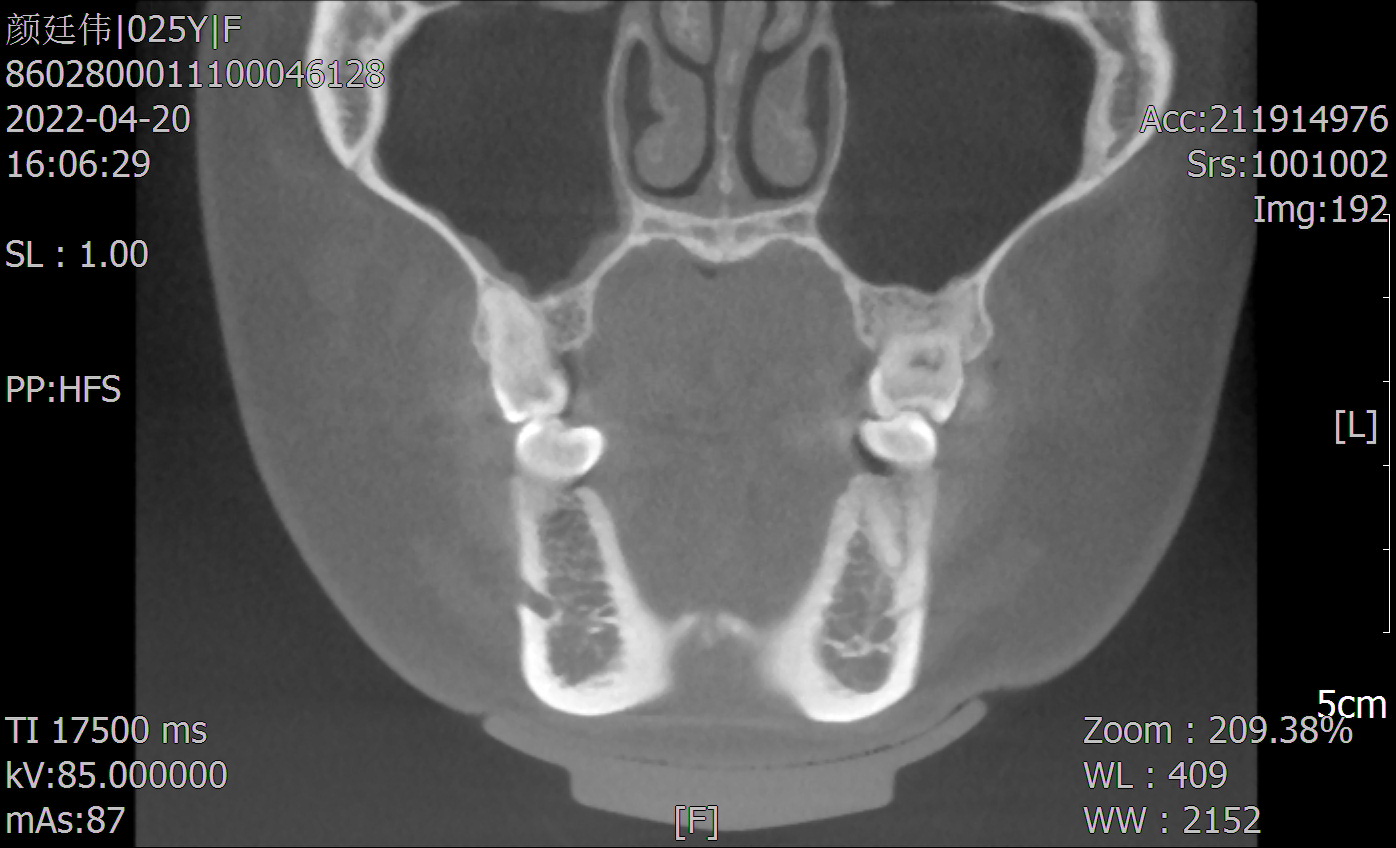 颜廷伟|025Y|F
8602800011100046128
2022-04-20
16:06:29
SL : 1.00
PP:HFS
TI 17500 ms
kV:85.000000
mAs:87
[F]
Acc:211914976
Srs:1001002
Img:192
[L]
5cm
Zoom : 209.38%
WL : 409
WW : 2152